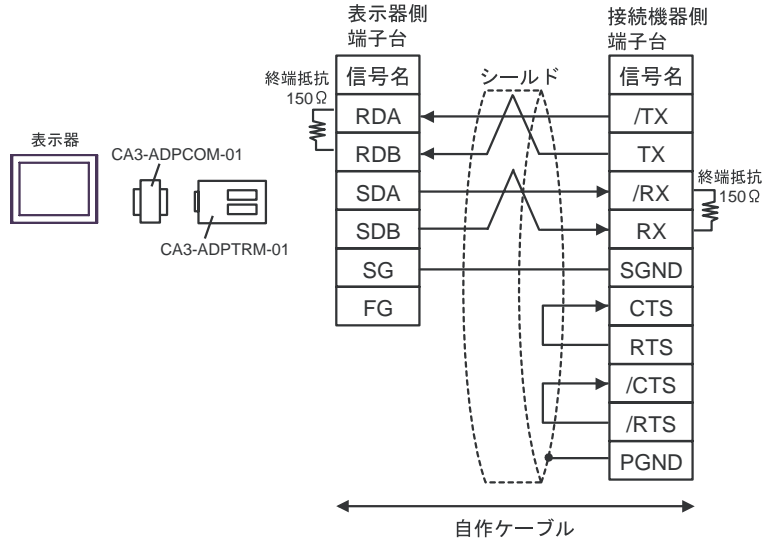 表示器側
端子台
接続機器側
端子台
信号名
シールド
信号名
終端抵抗
150Ω
RDA
/TX
表示器
CA3-ADPCOM-01
RDB
TX
SDA
/RX
終端抵抗
150Ω
SDB
RX
CA3-ADPTRM-01
SG
SGND
FG
CTS
RTS
/CTS
/RTS
PGND
自作ケーブル